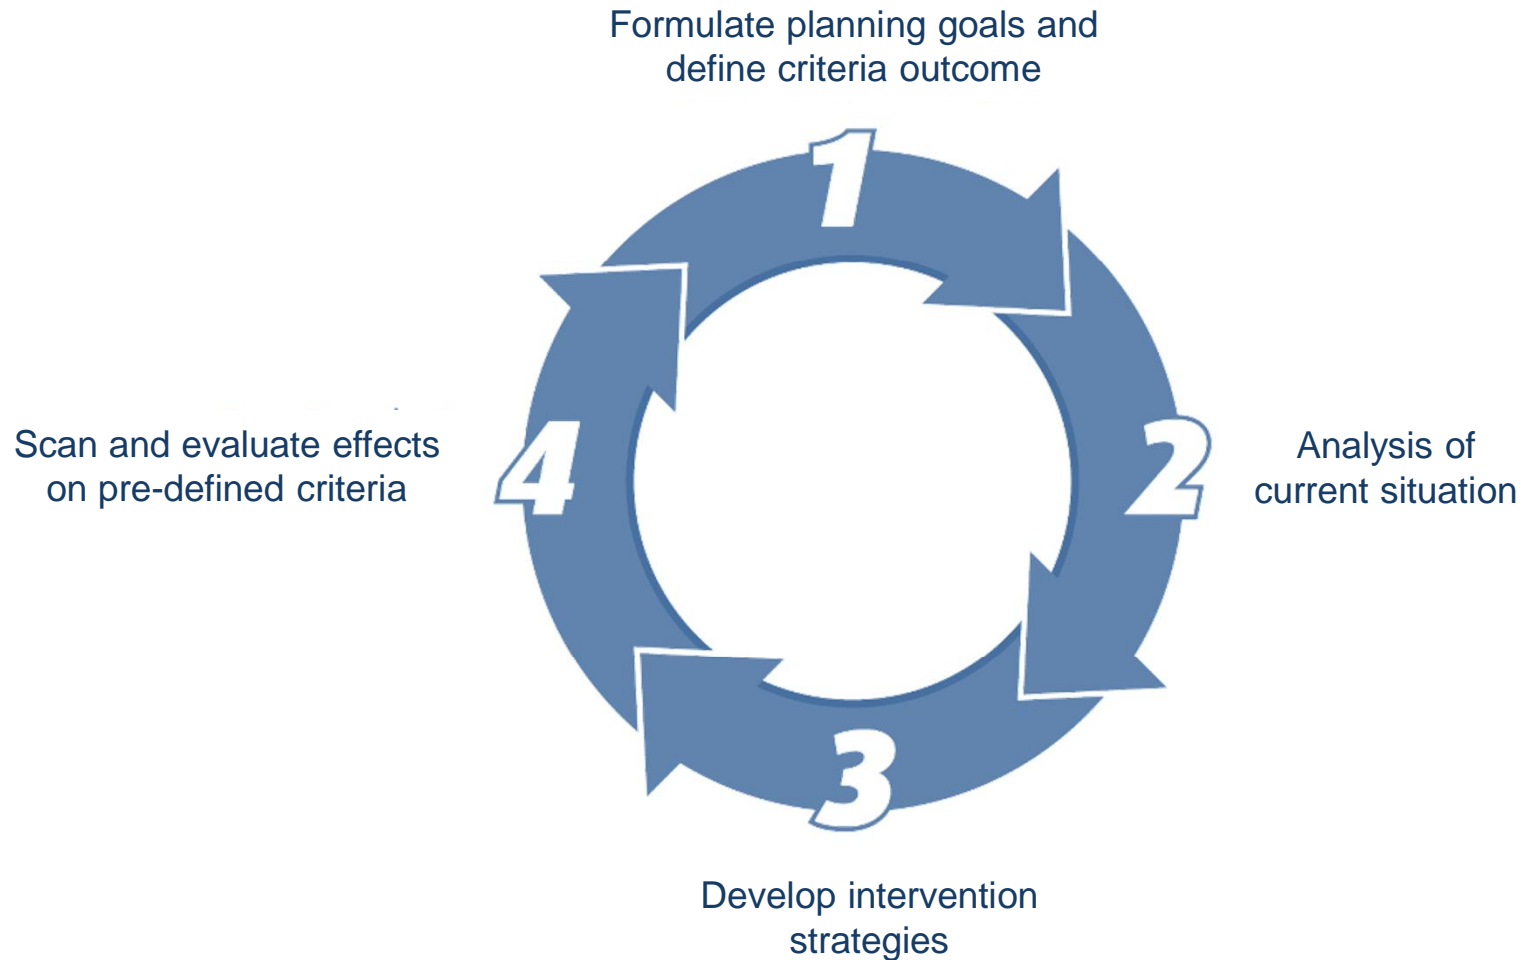 Formulate planning goals and
define criteria outcome
1
2
Analysis of
current situation
3
Develop intervention
strategies
4
Scan and evaluate effects
on pre-defined criteria